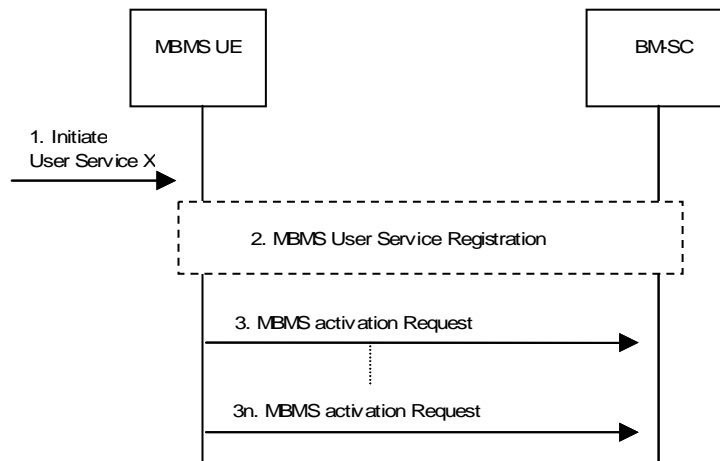 MBMS UE
BM-SC
1. Initiate
User Service X
2. MBMS User Service Registration
3. MBMS activation Request
3n. MBMS activation Request